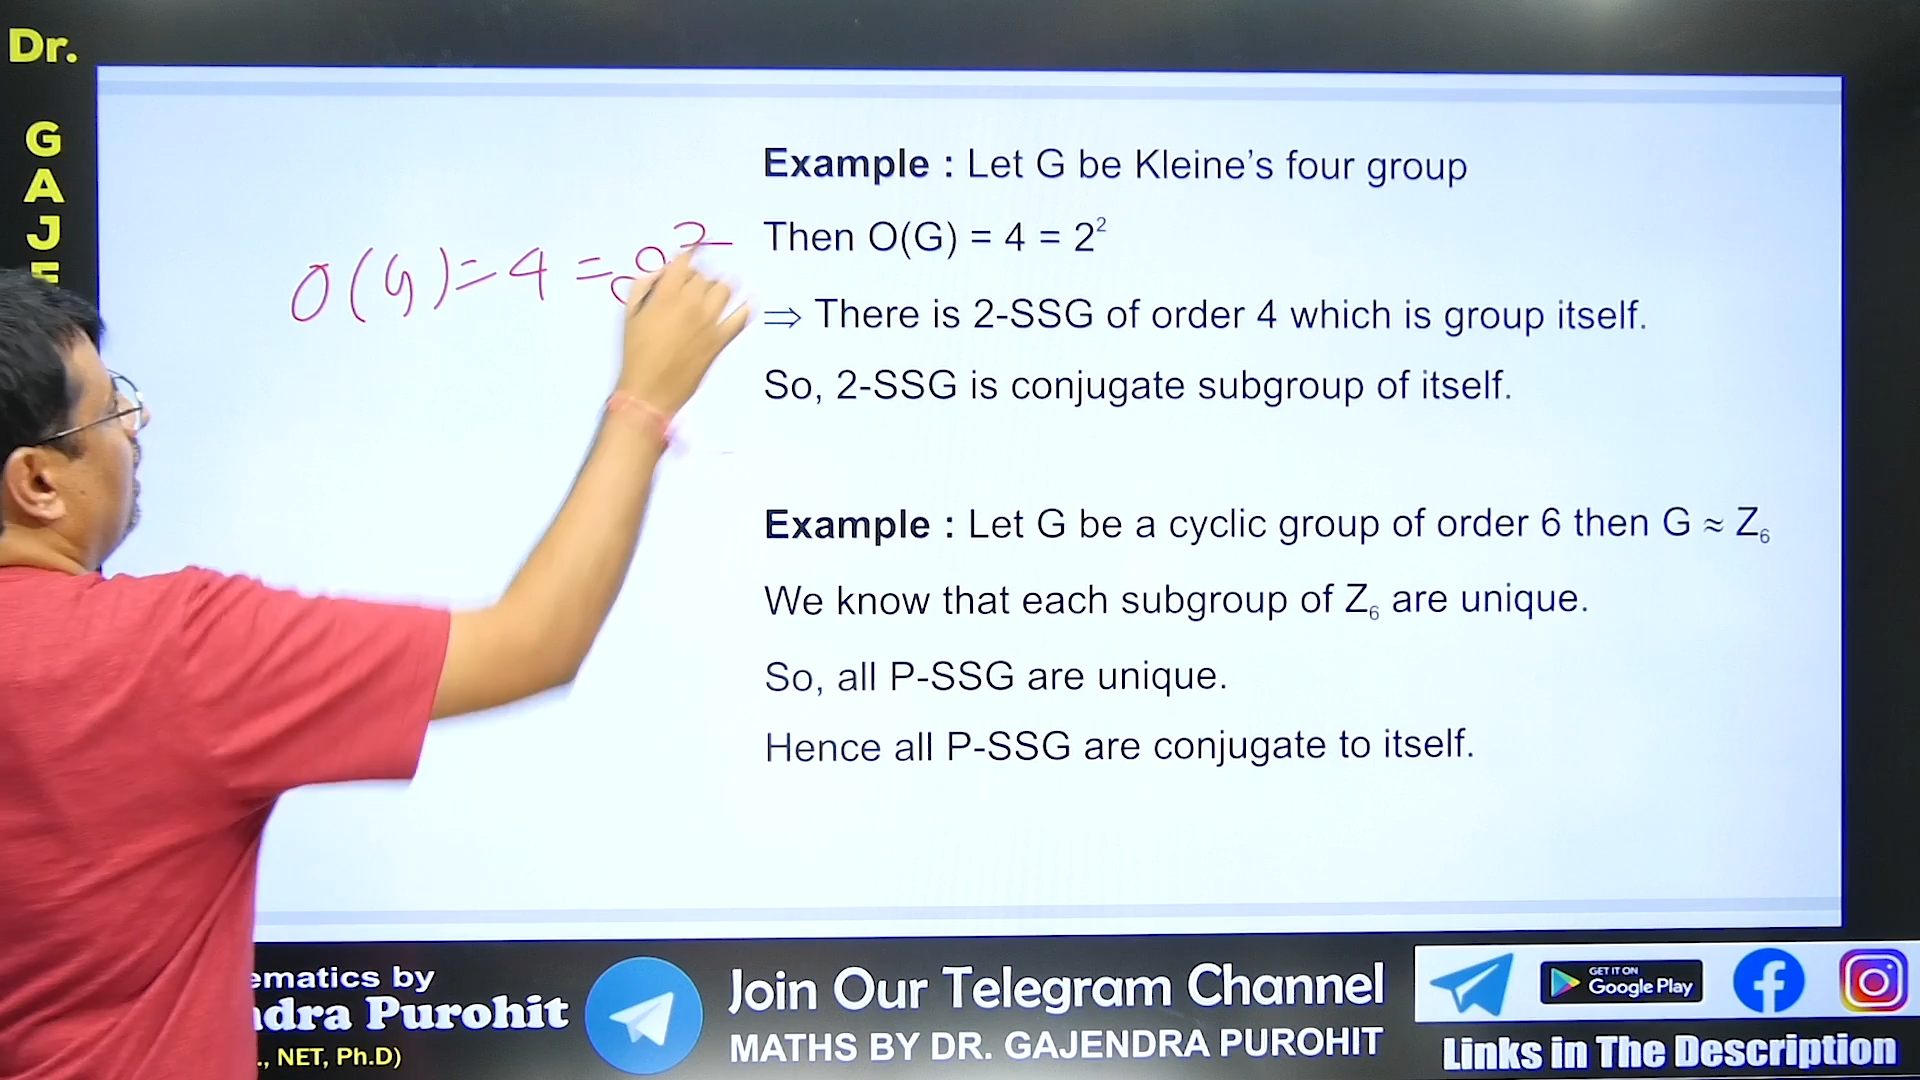 Dr.
G
A
J
E
O(G)=4=2²
Example : Let G be Kleine's four group
Then O(G) = 4 = 2²
⇒ There is 2-SSG of order 4 which is group itself.
So, 2-SSG is conjugate subgroup of itself.
Example : Let G be a cyclic group of order 6 then G ≈ Z₆
We know that each subgroup of Z₆ are unique.
So, all P-SSG are unique.
Hence all P-SSG are conjugate to itself.
ematics by
ndra Purohit
., NET, Ph.D)
Join Our Telegram Channel
MATHS BY DR. GAJENDRA PUROHIT
GET IT ON
Google Play
Links in The Description